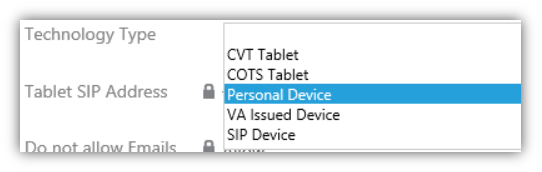 Technology Type
CVT Tablet
COTS Tablet
Tablet SIP Address
Personal Device
VA Issued Device
SIP Device
Do not allow Emails